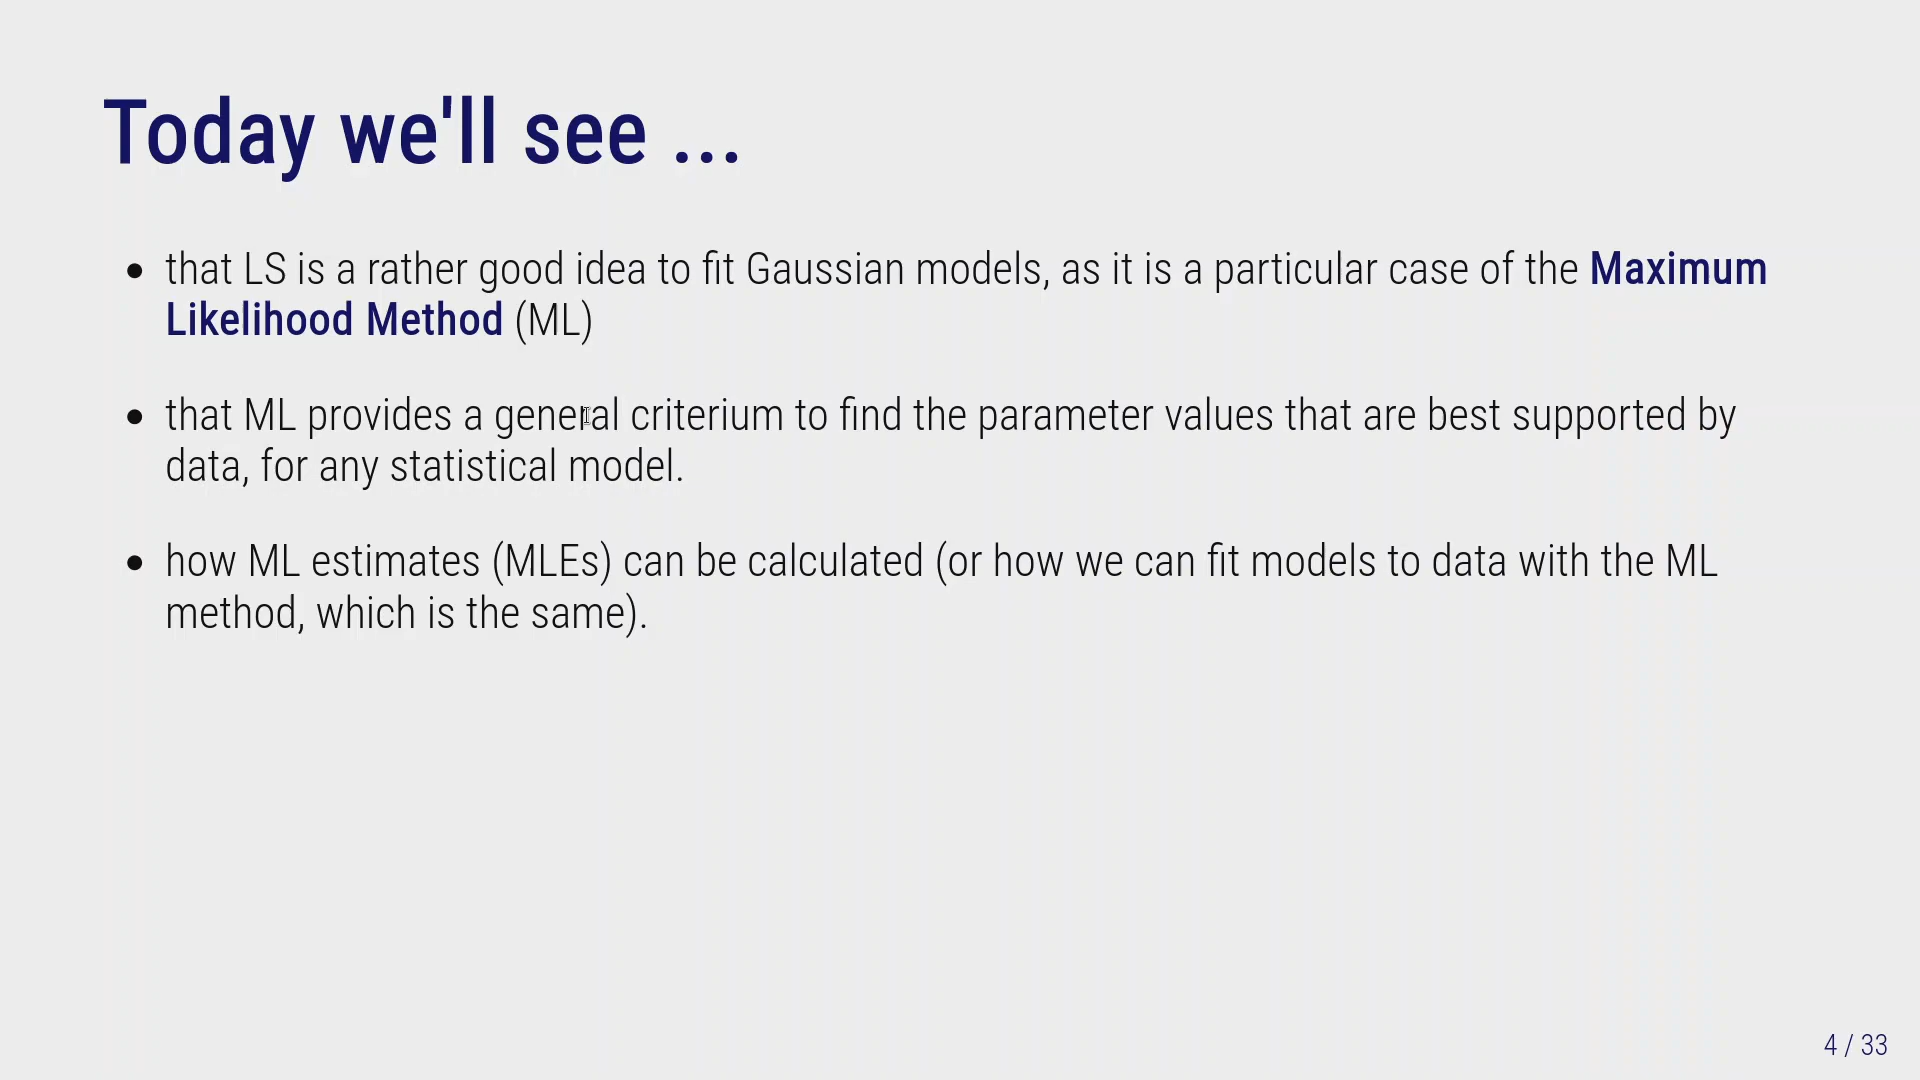 Today we'll see ...
• that LS is a rather good idea to fit Gaussian models, as it is a particular case of the Maximum
Likelihood Method (ML)
• that ML provides a general criterium to find the parameter values that are best supported by
data, for any statistical model.
• how ML estimates (MLEs) can be calculated (or how we can fit models to data with the ML
method, which is the same).
4 / 33